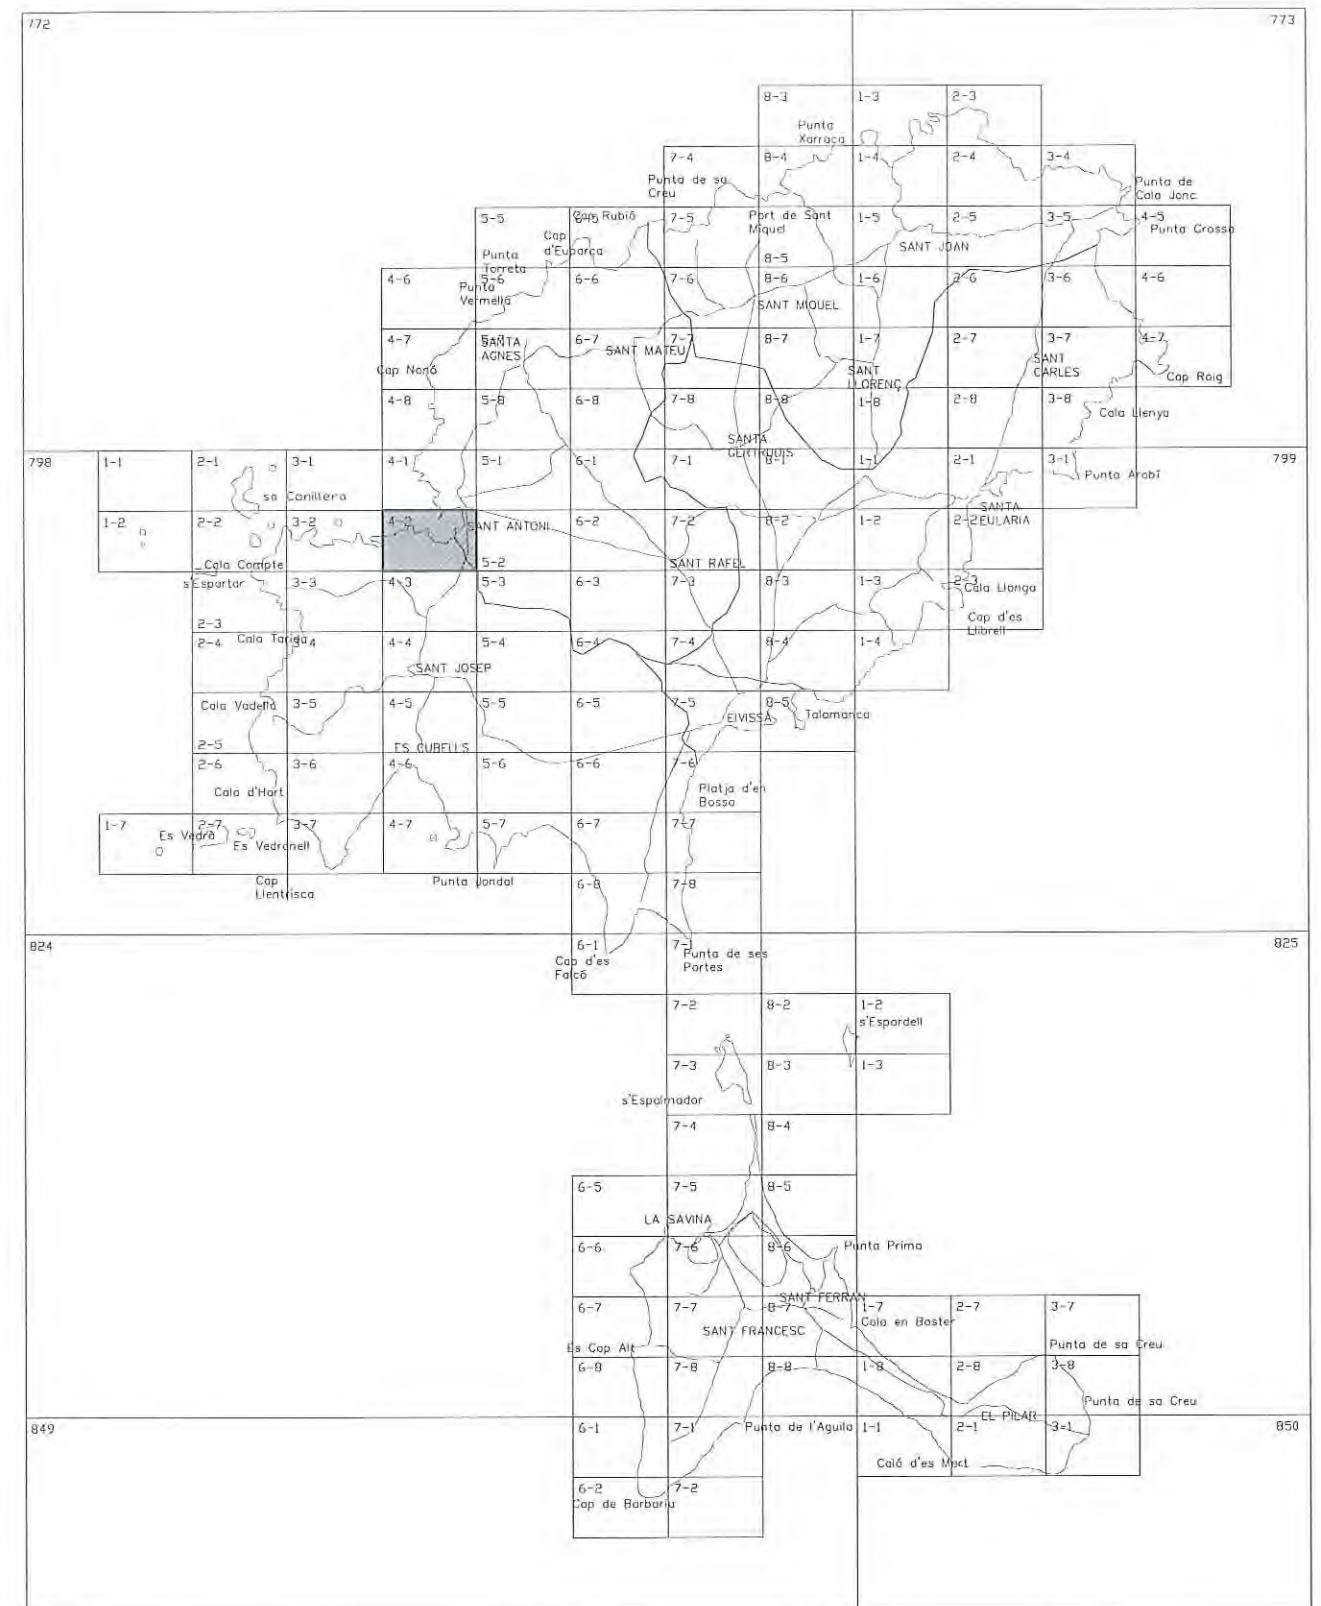 772
773
8-3
1-3
2-3
Punta
Xarraca
7-4
8-4
1-4
2-4
3-4
Punta de sa
Creu
Punta de
Cala Jonc
5-5
Cap Rubió
7-5
Port de Sant
Miquel
1-5
2-5
3-5
4-5
Punta Grossa
Cap
d'Eubarca
SANT JOAN
Punta
Torreta
8-5
4-6
5-6
6-6
7-6
8-6
1-6
2-6
3-6
4-6
Punta
Vermella
SANT MIQUEL
4-7
SANTA
AGNES
6-7
SANT MATEU
7-7
8-7
1-7
2-7
3-7
4-7
SANT
CARLES
Cap Nonó
SANT
LLORENÇ
Cap Roig
4-8
5-8
6-8
7-8
8-8
1-8
2-8
3-8
Cala Llenya
SANTA
GERTRUDIS
798
1-1
2-1
3-1
4-1
5-1
6-1
7-1
8-1
1-1
2-1
3-1
799
Punta Arabí
sa Conillera
1-2
2-2
3-2
4-2
SANT ANTONI
6-2
7-2
8-2
1-2
2-2
SANTA
EULARIA
Cala Compte
5-2
SANT RAFEL
s'Espartar
3-3
4-3
5-3
6-3
7-3
8-3
1-3
2-3
Cala Llonga
2-3
Cap d'es
Llibrell
2-4
Cala Tarida
3-4
4-4
5-4
6-4
7-4
8-4
1-4
SANT JOSEP
Cala Vadella
3-5
4-5
5-5
6-5
7-5
8-5
Talamanca
EIVISSA
2-5
ES CUBELLS
2-6
3-6
4-6
5-6
6-6
7-6
Cala d'Hort
Platja d'en
Bossa
1-7
2-7
3-7
4-7
5-7
6-7
7-7
Es Vedrà
Es Vedranell
Cap
Llentrisca
Punta Jondal
6-8
7-8
824
6-1
7-1
825
Cap d'es
Falcó
Punta de ses
Portes
7-2
8-2
1-2
s'Espardell
7-3
8-3
1-3
s'Espalmador
7-4
8-4
6-5
7-5
8-5
LA SAVINA
6-6
7-6
8-6
Punta Prima
SANT FERRAN
6-7
7-7
8-7
1-7
2-7
3-7
Cala en Baster
SANT FRANCESC
Es Cap Alt
Punta de sa Creu
6-8
7-8
8-8
1-8
2-8
3-8
Punta de sa Creu
EL PILAR
849
6-1
7-1
Punta de l'Aguila
1-1
2-1
3-1
850
Caló d'es Mort
6-2
7-2
Cap de Barbaria